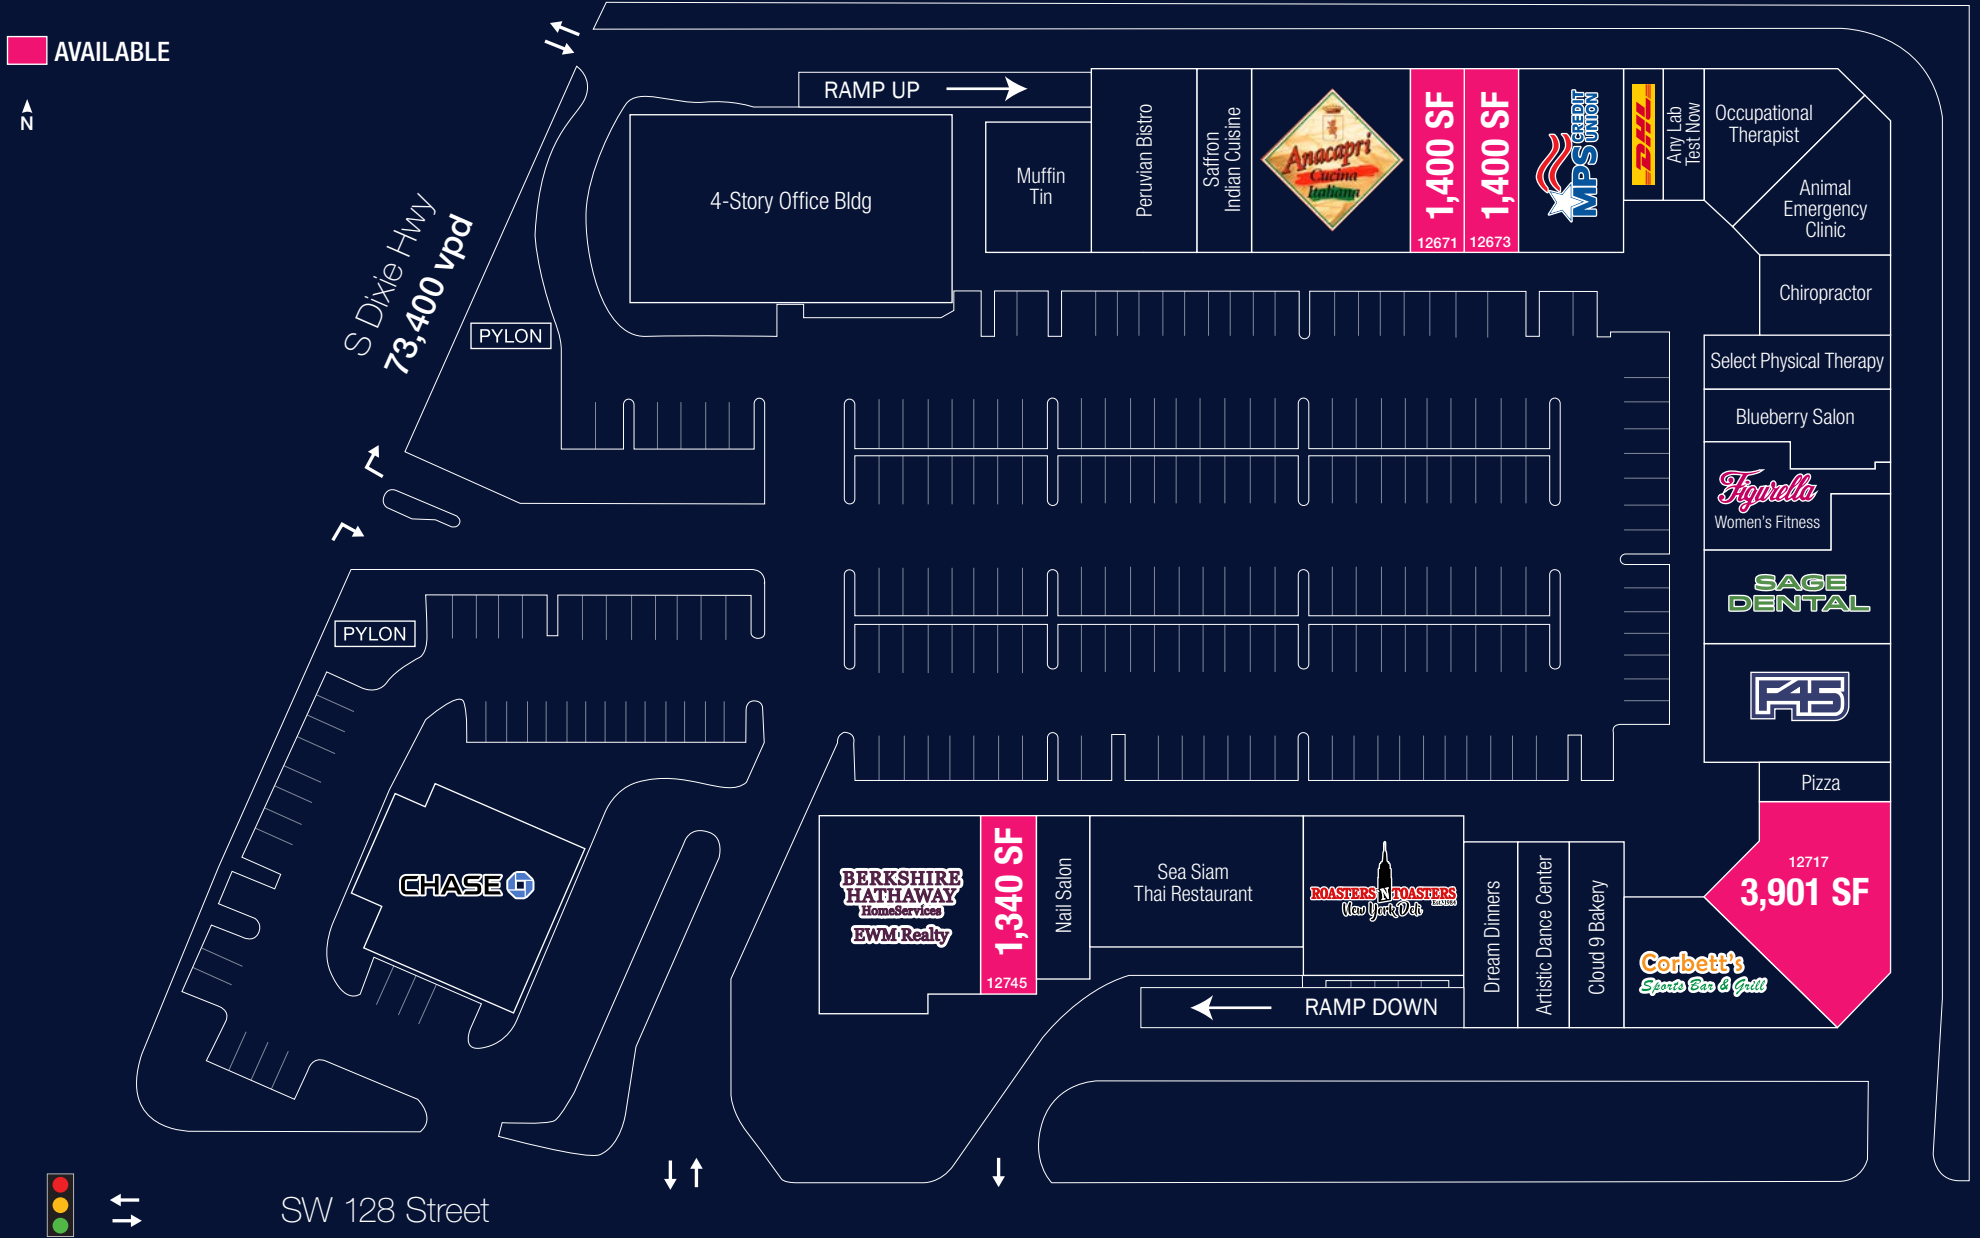 AVAILABLE
N
S Dixie Hwy
73,400 vpd
PYLON
PYLON
RAMP UP
4-Story Office Bldg
Muffin
Tin
Peruvian Bistro
Saffron
Indian Cuisine
Anacapri
Cucina
Italiana
1,400 SF
12671
1,400 SF
12673
MPS CREDIT
UNION
DHL
Any Lab
Test Now
Occupational
Therapist
Animal
Emergency
Clinic
Chiropractor
Select Physical Therapy
Blueberry Salon
Figurella
Women's Fitness
SAGE
DENTAL
F45
Pizza
12717
3,901 SF
Corbett's
Sports Bar & Grill
Cloud 9 Bakery
Artistic Dance Center
Dream Dinners
ROASTERS N TOASTERS
New York Deli
Est.1984
RAMP DOWN
Sea Siam
Thai Restaurant
Nail Salon
1,340 SF
12745
BERKSHIRE
HATHAWAY
HomeServices
EWM Realty
CHASE
SW 128 Street